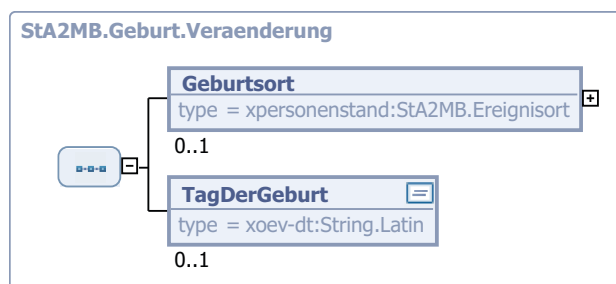 StA2MB.Geburt.Veraenderung
Geburtsort
type = xpersonenstand:StA2MB.Ereignisort
0..1
TagDerGeburt
type = xoev-dt:String.Latin
0..1